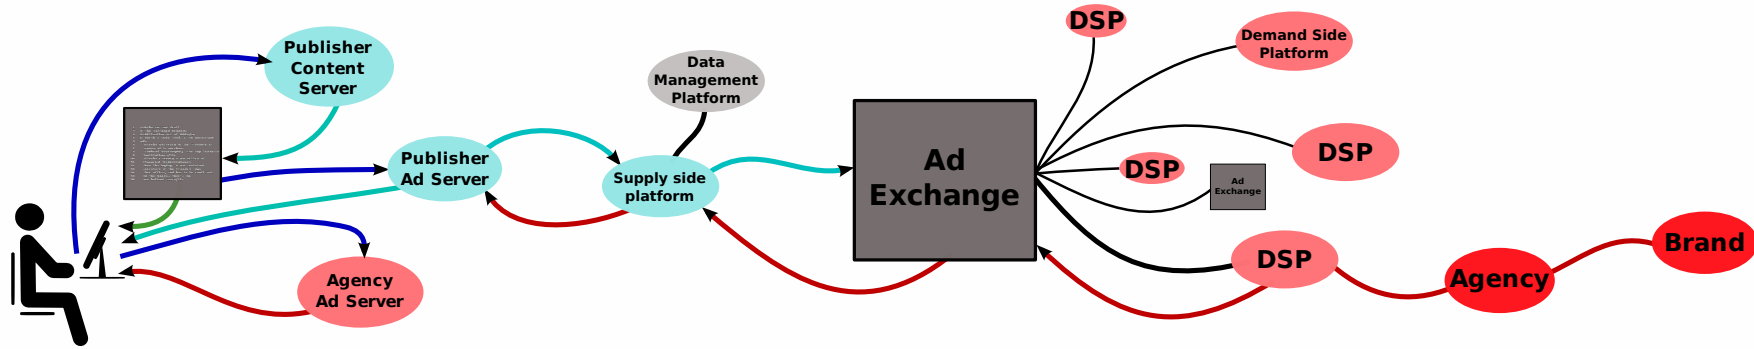 Publisher
Content
Server
Publisher
Ad Server
Agency
Ad Server
Data
Management
Platform
Supply side
platform
Ad
Exchange
DSP
Demand Side
Platform
DSP
DSP
Ad
Exchange
DSP
Agency
Brand